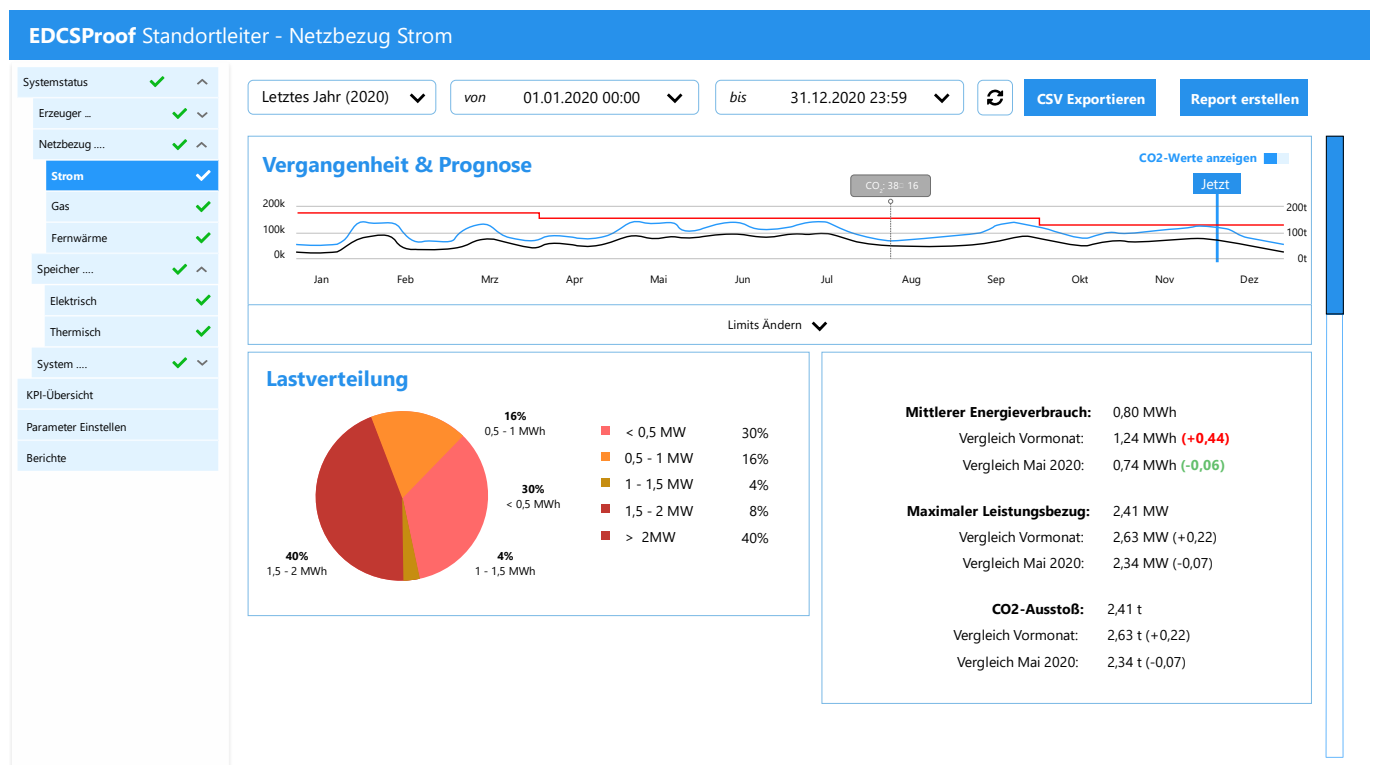 EDCSProof Standortleiter - Netzbezug Strom
Systemstatus
Erzeuger ...
Netzbezug ....
Strom
Gas
Fernwärme
Speicher ....
Elektrisch
Thermisch
System ....
KPI-Übersicht
Parameter Einstellen
Berichte
Letztes Jahr (2020)
von 01.01.2020 00:00
bis 31.12.2020 23:59
CSV Exportieren
Report erstellen
Vergangenheit & Prognose
CO2-Werte anzeigen
Jetzt
200k
100k
0k
200t
100t
0t
Jan Feb Mrz Apr Mai Jun Jul Aug Sep Okt Nov Dez
Limits Ändern
Lastverteilung
16%
0,5 - 1 MWh
30%
< 0,5 MWh
4%
1 - 1,5 MWh
40%
1,5 - 2 MWh
< 0,5 MW 30%
0,5 - 1 MW 16%
1 - 1,5 MW 4%
1,5 - 2 MW 8%
> 2MW 40%
Mittlerer Energieverbrauch: 0,80 MWh
Vergleich Vormonat: 1,24 MWh (+0,44)
Vergleich Mai 2020: 0,74 MWh (-0,06)
Maximaler Leistungsbezug: 2,41 MW
Vergleich Vormonat: 2,63 MW (+0,22)
Vergleich Mai 2020: 2,34 MW (-0,07)
CO2-Ausstoß: 2,41 t
Vergleich Vormonat: 2,63 t (+0,22)
Vergleich Mai 2020: 2,34 t (-0,07)